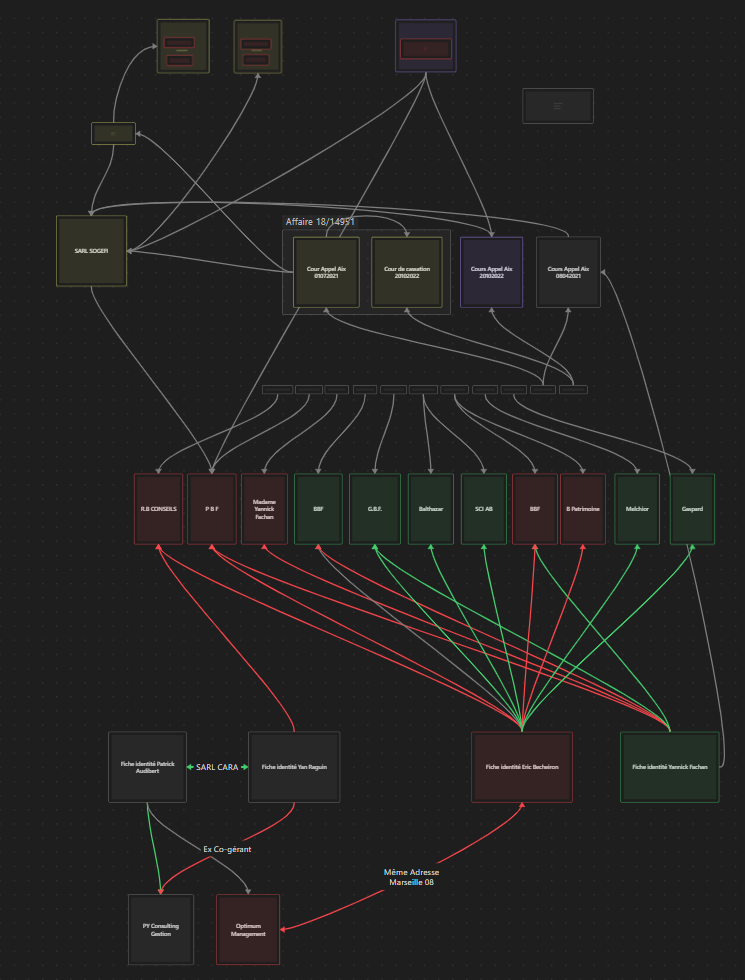 Affaire 18/14951
SARL SOGEFI
Cour Appel Aix
01072021
Cour de cassation
20102022
Cours Appel Aix
20102022
Cours Appel Aix
08042021
R.B CONSEILS
P B F
Madame
Yannick
Fachan
BBF
G.B.F.
Balthazar
SCI AB
BBF
B Patrimoine
Melchior
Gaspard
Fiche identité Patrick
Audibert
SARL CARA
Fiche identité Yan Raguin
Fiche identité Eric Becheiron
Fiche identité Yannick Fachan
Ex Co-gérant
Même Adresse
Marseille 08
PY Consulting
Gestion
Optimum
Management